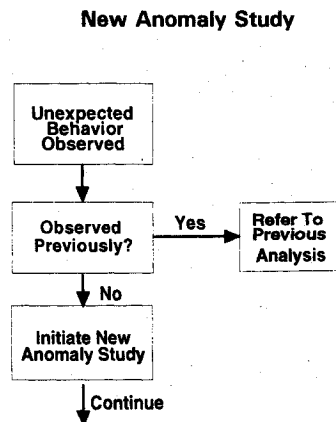 New Anomaly Study
Unexpected
Behavior
Observed
Observed
Previously?
Yes
Refer To
Previous
Analysis
No
Initiate New
Anomaly Study
Continue